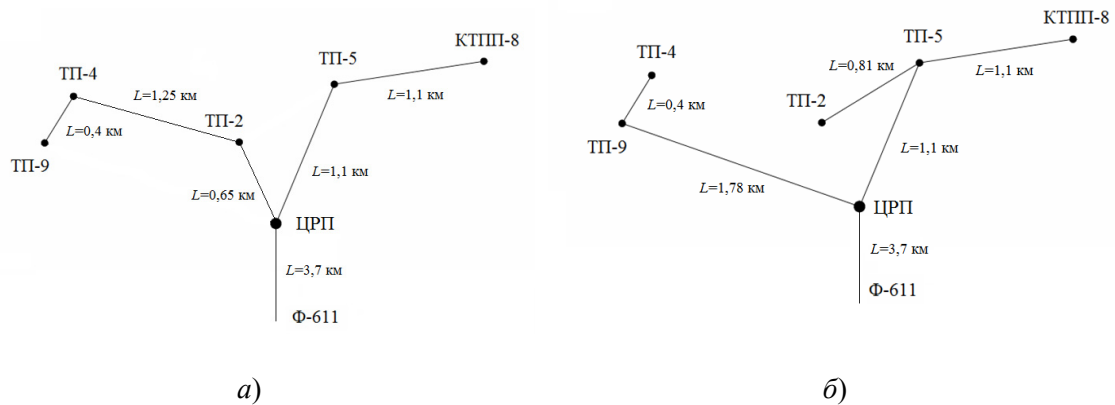 КТПП-8
ТП-5
ТП-4
L=1,25 км
L=1,1 км
ТП-2
L=0,4 км
ТП-9
L=1,1 км
L=0,65 км
ЦРП
L=3,7 км
Ф-611
а)
КТПП-8
ТП-5
ТП-4
L=0,81 км
L=1,1 км
ТП-2
L=0,4 км
ТП-9
L=1,1 км
L=1,78 км
ЦРП
L=3,7 км
Ф-611
б)